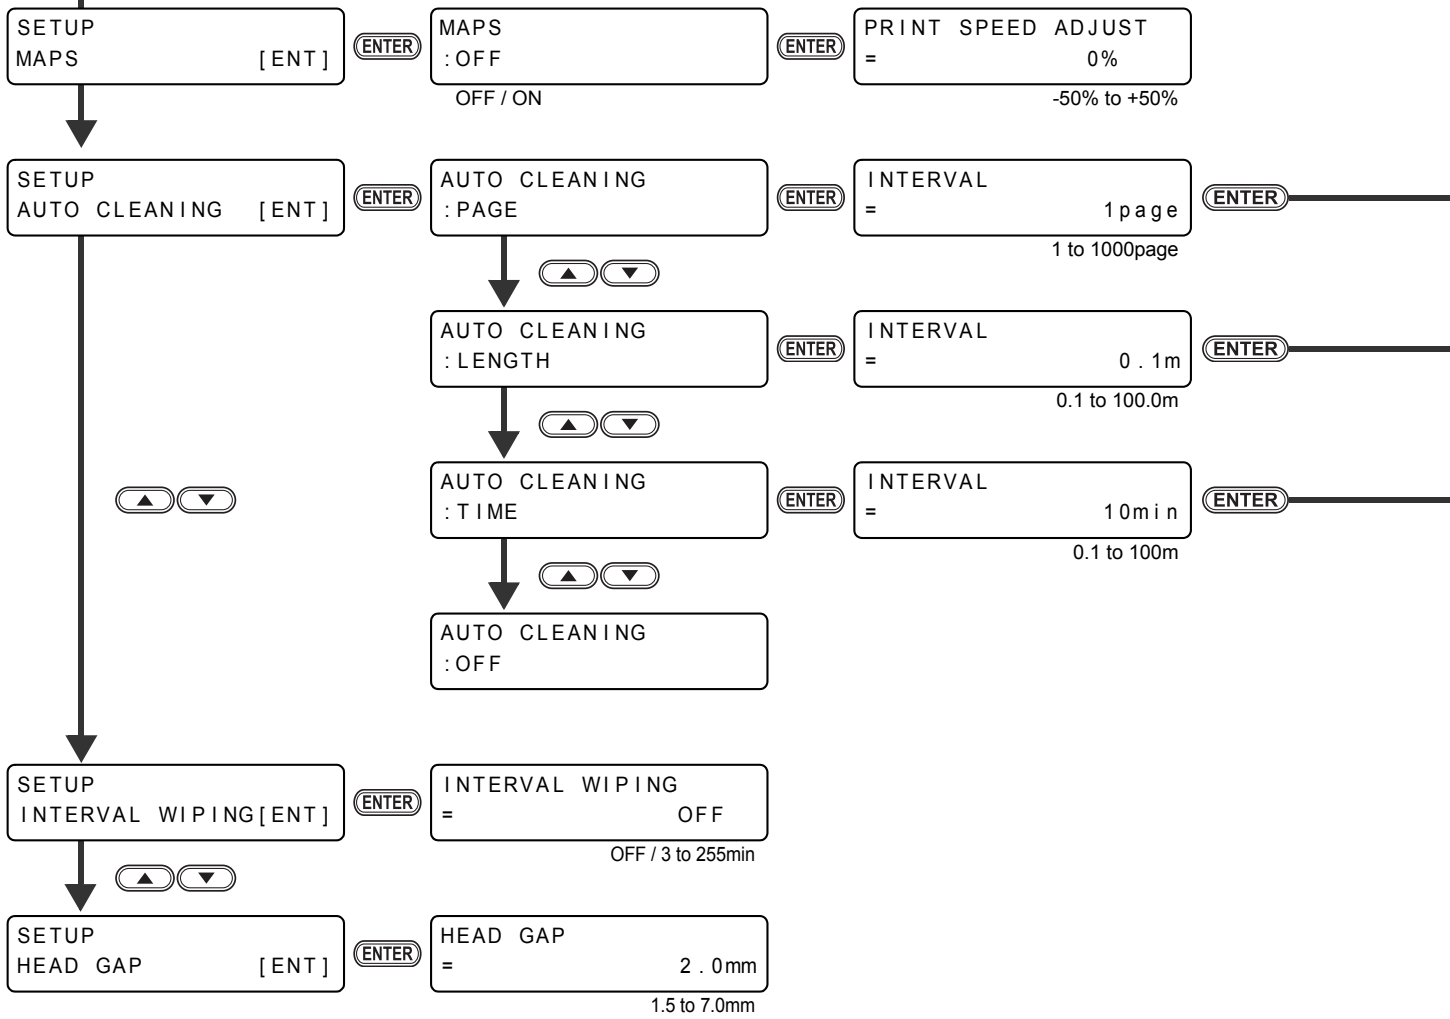 SETUP
MAPS [ENT]
ENTER
MAPS
:OFF
OFF / ON
ENTER
PRINT SPEED ADJUST
= 0%
-50% to +50%
SETUP
AUTO CLEANING [ENT]
ENTER
AUTO CLEANING
:PAGE
ENTER
INTERVAL
= 1page
1 to 1000page
ENTER
AUTO CLEANING
:LENGTH
ENTER
INTERVAL
= 0.1m
0.1 to 100.0m
ENTER
AUTO CLEANING
:TIME
ENTER
INTERVAL
= 10min
0.1 to 100m
ENTER
AUTO CLEANING
:OFF
SETUP
INTERVAL WIPING[ENT]
ENTER
INTERVAL WIPING
= OFF
OFF / 3 to 255min
SETUP
HEAD GAP [ENT]
ENTER
HEAD GAP
= 2.0mm
1.5 to 7.0mm